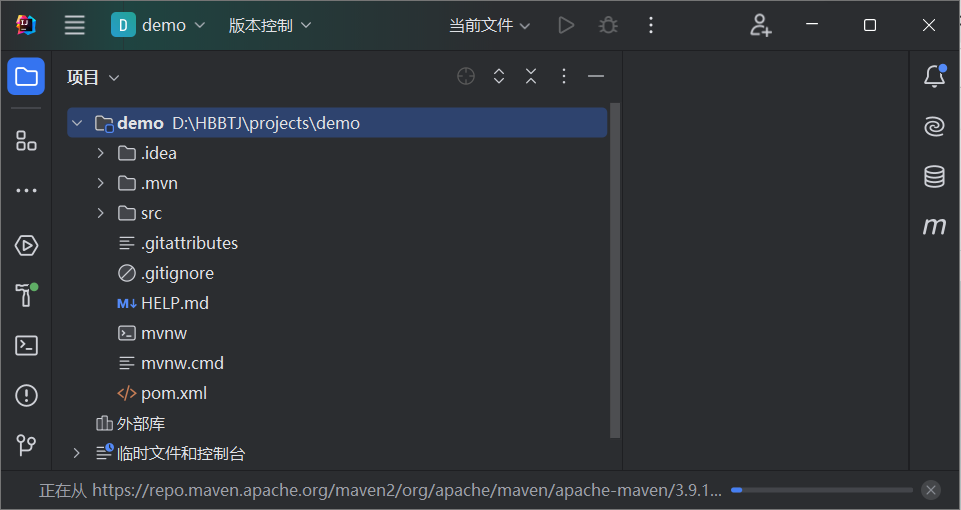 D demo 版本控制 当前文件
项目
demo D:\HBBTJ\projects\demo
.idea
.mvn
src
.gitattributes
.gitignore
M↓ HELP.md
mvnw
mvnw.cmd
</> pom.xml
外部库
临时文件和控制台
m
正在从 https://repo.maven.apache.org/maven2/org/apache/maven/apache-maven/3.9.1...